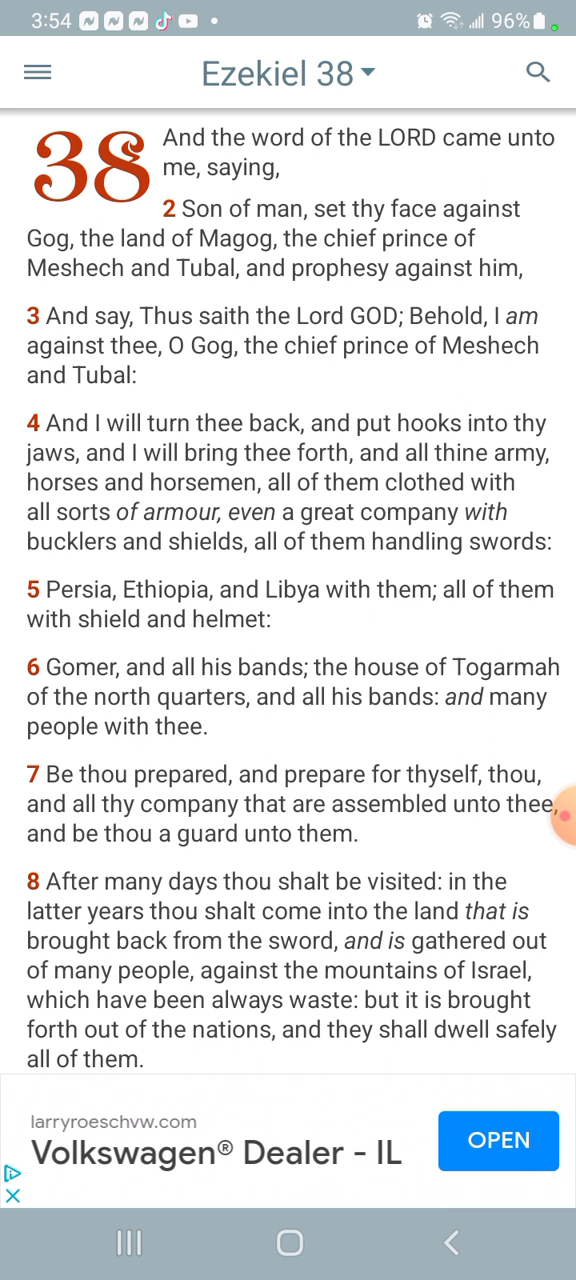 3:54
96%
Ezekiel 38
38 And the word of the LORD came unto
me, saying,
2 Son of man, set thy face against
Gog, the land of Magog, the chief prince of
Meshech and Tubal, and prophesy against him,
3 And say, Thus saith the Lord GOD; Behold, I am
against thee, O Gog, the chief prince of Meshech
and Tubal:
4 And I will turn thee back, and put hooks into thy
jaws, and I will bring thee forth, and all thine army,
horses and horsemen, all of them clothed with
all sorts of armour, even a great company with
bucklers and shields, all of them handling swords:
5 Persia, Ethiopia, and Libya with them; all of them
with shield and helmet:
6 Gomer, and all his bands; the house of Togarmah
of the north quarters, and all his bands: and many
people with thee.
7 Be thou prepared, and prepare for thyself, thou,
and all thy company that are assembled unto thee,
and be thou a guard unto them.
8 After many days thou shalt be visited: in the
latter years thou shalt come into the land that is
brought back from the sword, and is gathered out
of many people, against the mountains of Israel,
which have been always waste: but it is brought
forth out of the nations, and they shall dwell safely
all of them.
larryroeschvw.com
Volkswagen® Dealer - IL
OPEN